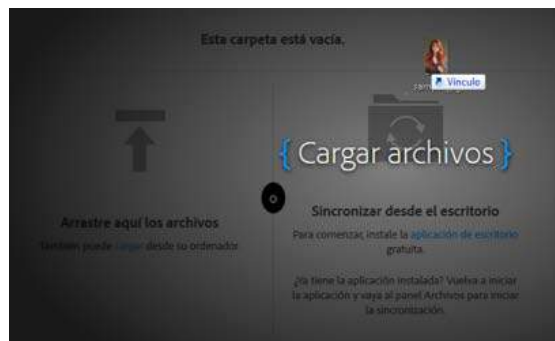 Esta carpeta está vacía.
Vínculo
{ Cargar archivos }
o
Arrastre aquí los archivos
También puede cargar desde su ordenador
Sincronizar desde el escritorio
Para comenzar, instale la aplicación de escritorio
gratuita.
¿Ya tiene la aplicación instalada? Vuelva a iniciar
la aplicación y vaya al panel Archivos para iniciar
la sincronización.